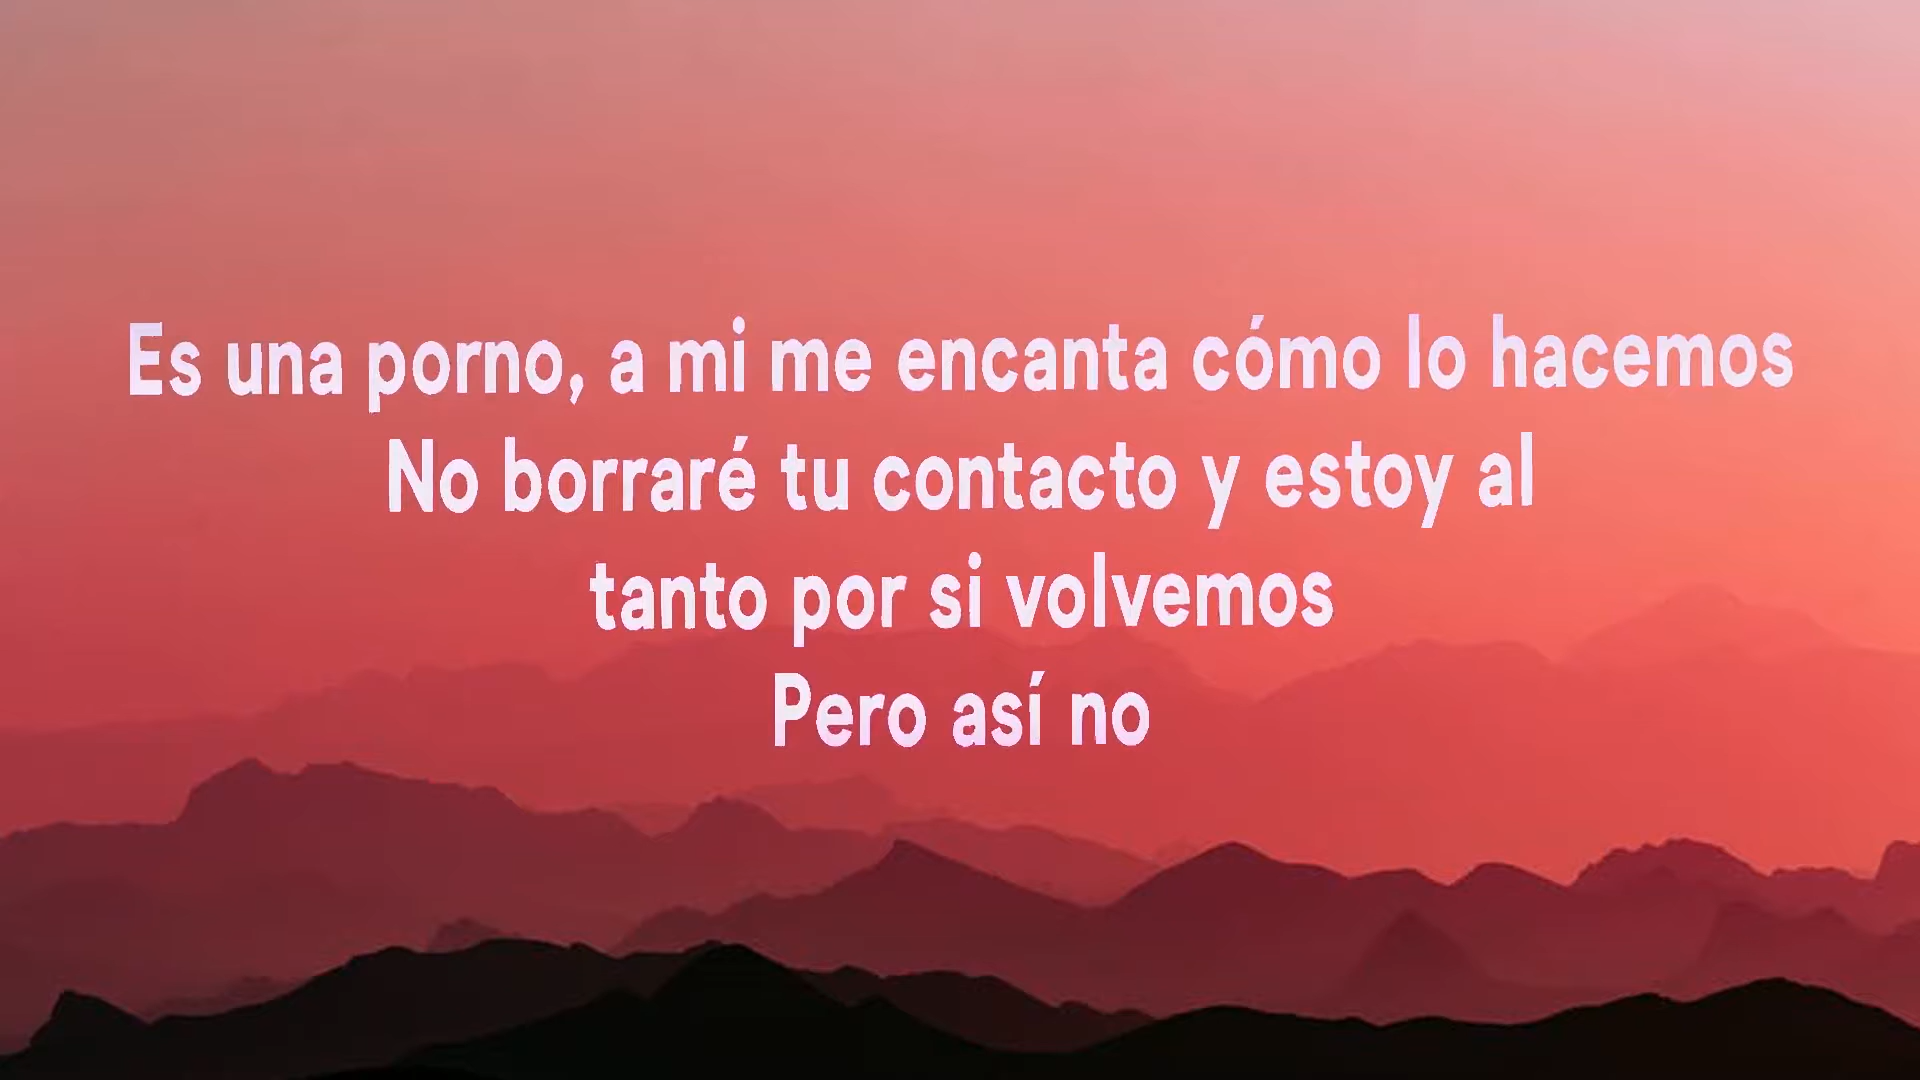 Es una porno, a mi me encanta cómo lo hacemos
No borraré tu contacto y estoy al
tanto por si volvemos
Pero así no